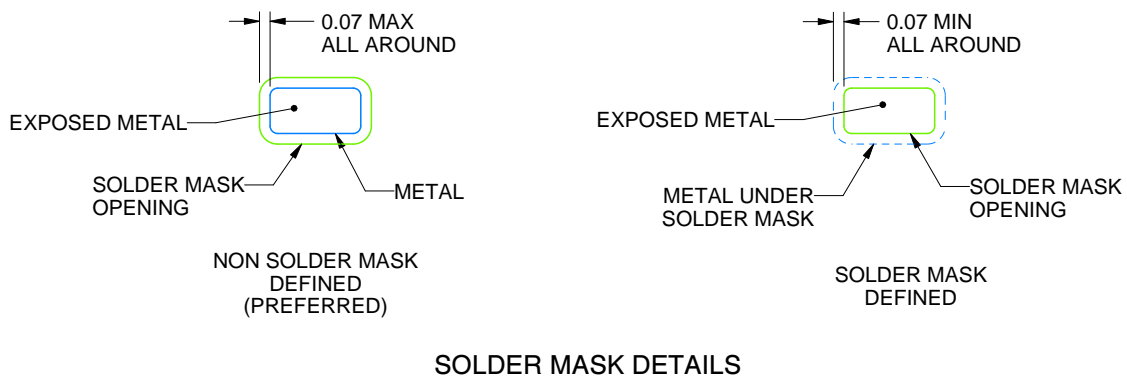 0.07 MAX
ALL AROUND
EXPOSED METAL
SOLDER MASK
OPENING
METAL
NON SOLDER MASK
DEFINED
(PREFERRED)
0.07 MIN
ALL AROUND
EXPOSED METAL
METAL UNDER
SOLDER MASK
SOLDER MASK
OPENING
SOLDER MASK
DEFINED
SOLDER MASK DETAILS